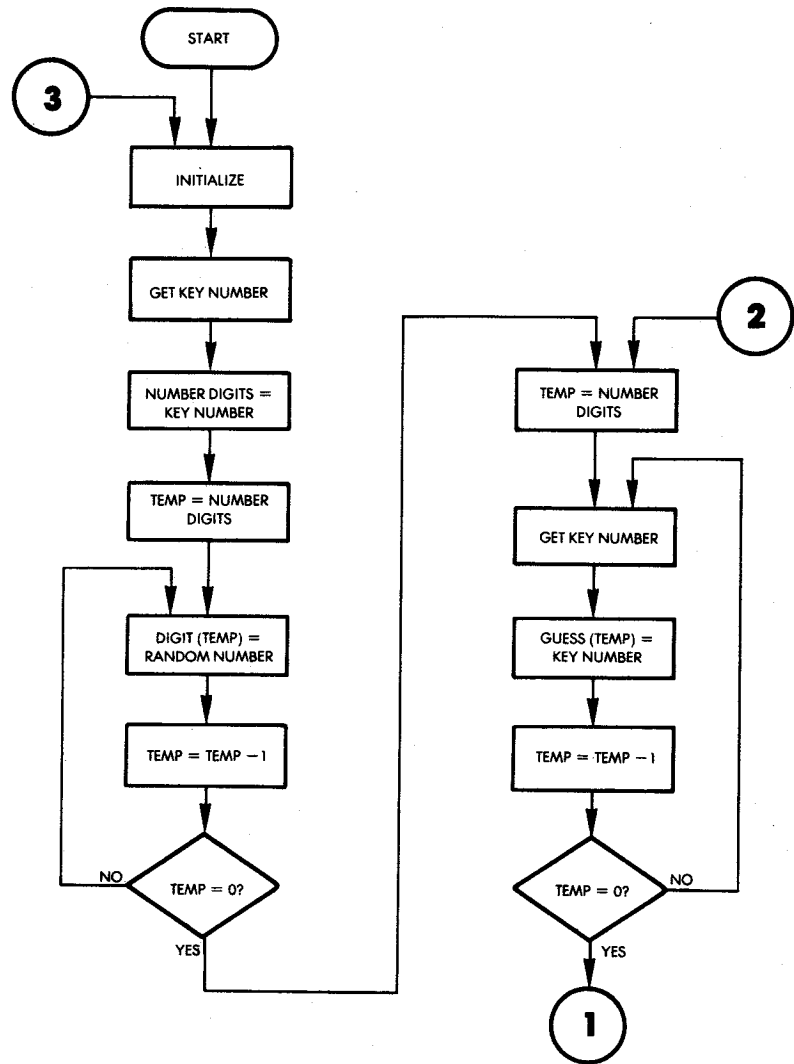 START
3
INITIALIZE
GET KEY NUMBER
NUMBER DIGITS =
KEY NUMBER
TEMP = NUMBER
DIGITS
DIGIT (TEMP) =
RANDOM NUMBER
TEMP = TEMP −1
TEMP = 0?
NO
YES
2
TEMP = NUMBER
DIGITS
GET KEY NUMBER
GUESS (TEMP) =
KEY NUMBER
TEMP = TEMP −1
TEMP = 0?
NO
YES
1